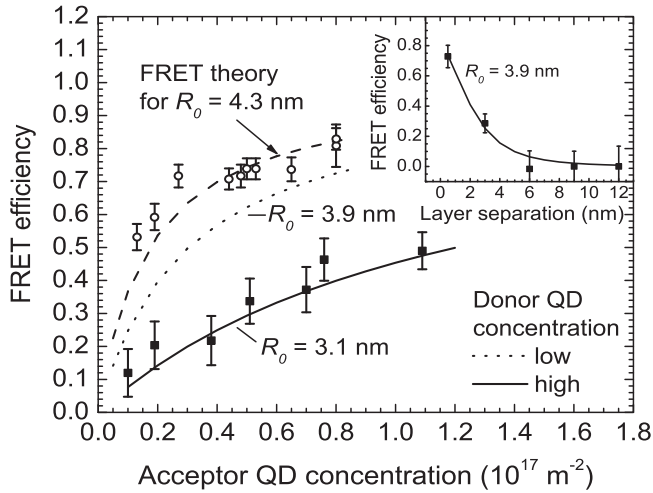 1.2
1.1
1.0
0.9
0.8
0.7
0.6
0.5
0.4
0.3
0.2
0.1
0.0
FRET efficiency
0.0 0.2 0.4 0.6 0.8 1.0 1.2 1.4 1.6 1.8
Acceptor QD concentration (10¹⁷ m⁻²)
FRET theory
for R₀ = 4.3 nm
R₀ = 3.9 nm
R₀ = 3.1 nm
Donor QD
concentration
low
high
0.8
0.6
0.4
0.2
0.0
FRET efficiency
R₀ = 3.9 nm
0 2 4 6 8 10 12
Layer separation (nm)